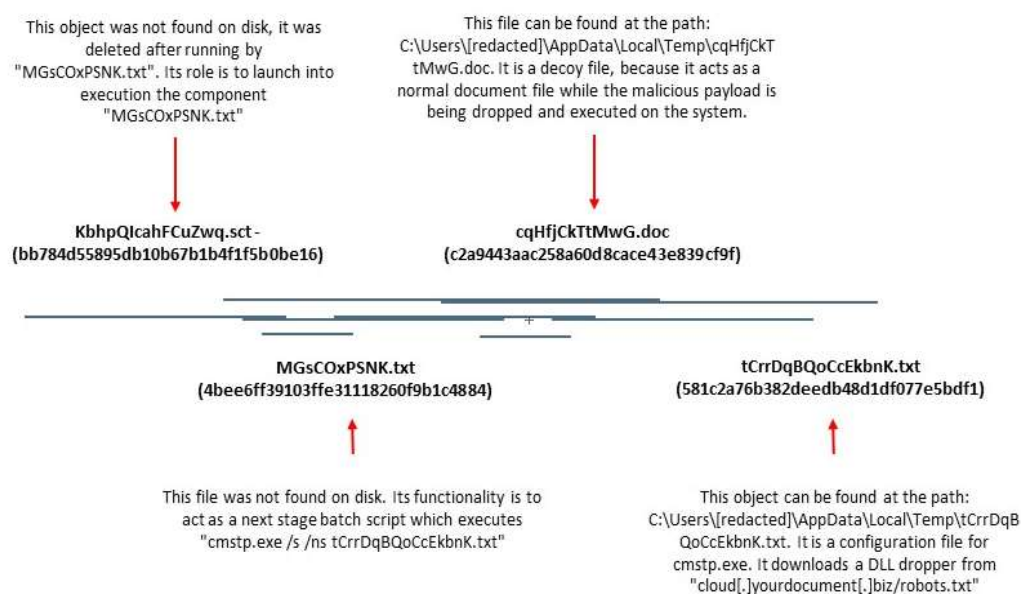 This object was not found on disk, it was
deleted after running by
"MGsCOxPSNK.txt". Its role is to launch into
execution the component
"MGsCOxPSNK.txt"
This file can be found at the path:
C:\Users\[redacted]\AppData\Local\Temp\cqHfjCkT
tMwG.doc. It is a decoy file, because it acts as a
normal document file while the malicious payload is
being dropped and executed on the system.
KbhpQIcahFCuZwq.sct -
(bb784d55895db10b67b1b4f1f5b0be16)
cqHfjCkTtMwG.doc
(c2a9443aac258a60d8cace43e839cf9f)
MGsCOxPSNK.txt
(4bee6ff39103ffe31118260f9b1c4884)
tCrrDqBQoCcEkbnK.txt
(581c2a76b382deedb48d1df077e5bdf1)
This file was not found on disk. Its functionality is to
act as a next stage batch script which executes
"cmstp.exe /s /ns tCrrDqBQoCcEkbnK.txt"
This object can be found at the path:
C:\Users\[redacted]\AppData\Local\Temp\tCrrDqB
QoCcEkbnK.txt. It is a configuration file for
cmstp.exe. It downloads a DLL dropper from
"cloud[.]yourdocument[.]biz/robots.txt"